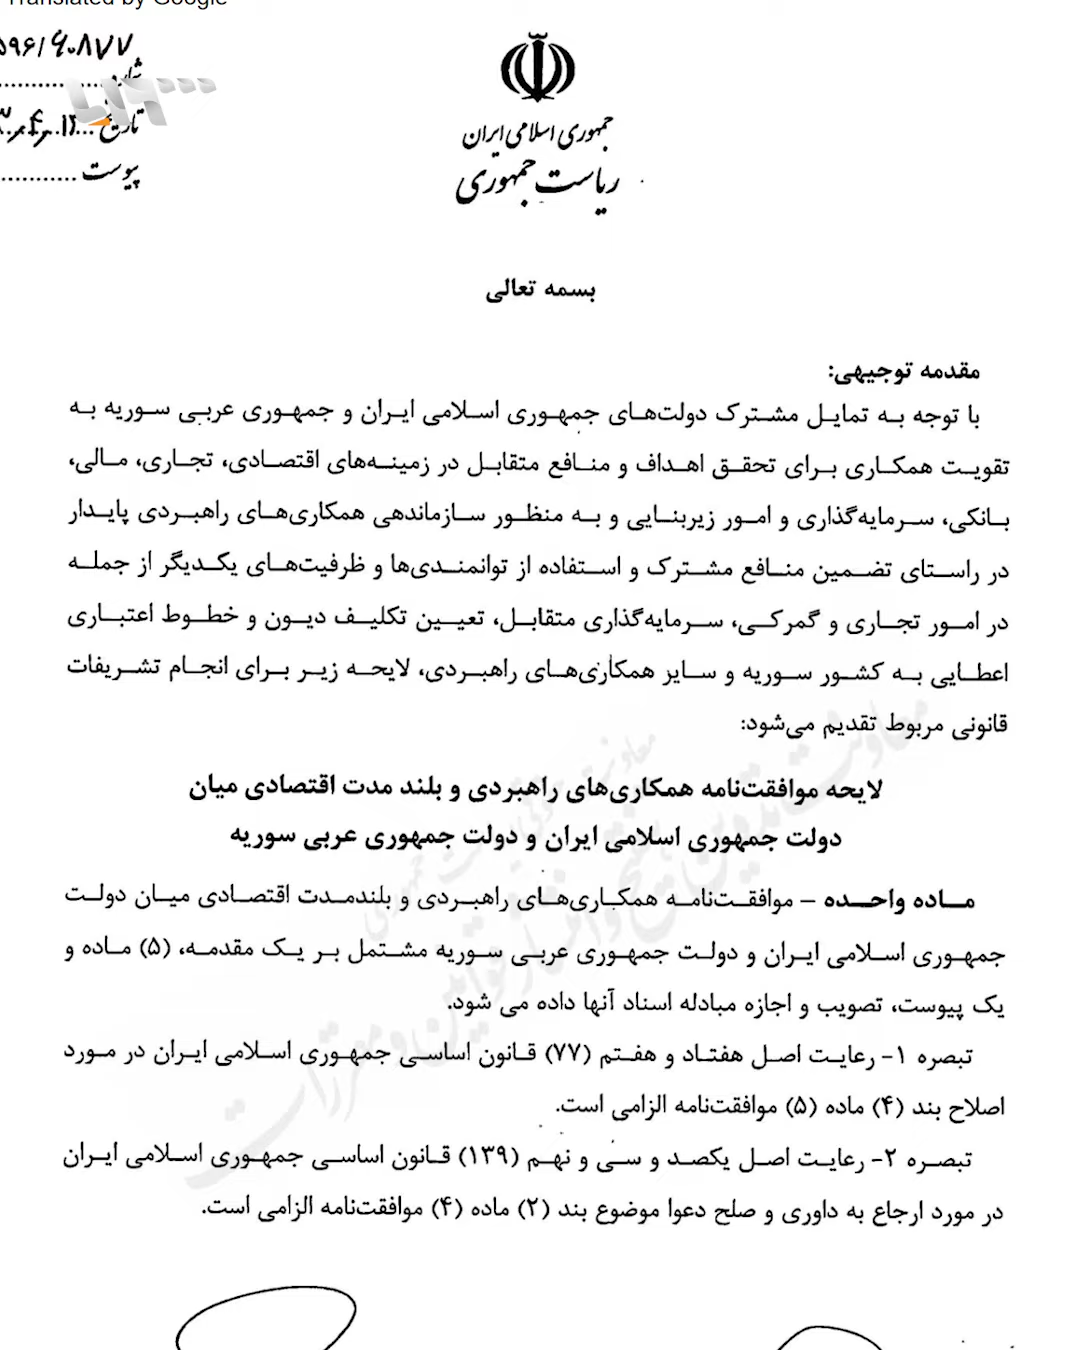 Translated by Google
۵۹۶/۹۰۸۷۷
شماره
تاریخ
پیوست
جمهوری اسلامی ایران
ریاست جمهوری
بسمه تعالی
مقدمه توجیهی:
با توجه به تمایل مشترک دولت‌های جمهوری اسلامی ایران و جمهوری عربی سوریه به
تقویت همکاری برای تحقق اهداف و منافع متقابل در زمینه‌های اقتصادی، تجاری، مالی،
بانکی، سرمایه‌گذاری و امور زیربنایی و به منظور سازماندهی همکاری‌های راهبردی پایدار
در راستای تضمین منافع مشترک و استفاده از توانمندی‌ها و ظرفیت‌های یکدیگر از جمله
در امور تجاری و گمرکی، سرمایه‌گذاری متقابل، تعیین تکلیف دیون و خطوط اعتباری
اعطایی به کشور سوریه و سایر همکاری‌های راهبردی، لایحه زیر برای انجام تشریفات
قانونی مربوط تقدیم می‌شود:
لایحه موافقت‌نامه همکاری‌های راهبردی و بلند مدت اقتصادی میان
دولت جمهوری اسلامی ایران و دولت جمهوری عربی سوریه
ماده واحده – موافقت‌نامه همکاری‌های راهبردی و بلندمدت اقتصادی میان دولت
جمهوری اسلامی ایران و دولت جمهوری عربی سوریه مشتمل بر یک مقدمه، (۵) ماده و
یک پیوست، تصویب و اجازه مبادله اسناد آنها داده می شود.
تبصره ۱- رعایت اصل هفتاد و هفتم (۷۷) قانون اساسی جمهوری اسلامی ایران در مورد
اصلاح بند (۴) ماده (۵) موافقت‌نامه الزامی است.
تبصره ۲- رعایت اصل یکصد و سی و نهم (۱۳۹) قانون اساسی جمهوری اسلامی ایران
در مورد ارجاع به داوری و صلح دعوا موضوع بند (۲) ماده (۴) موافقت‌نامه الزامی است.